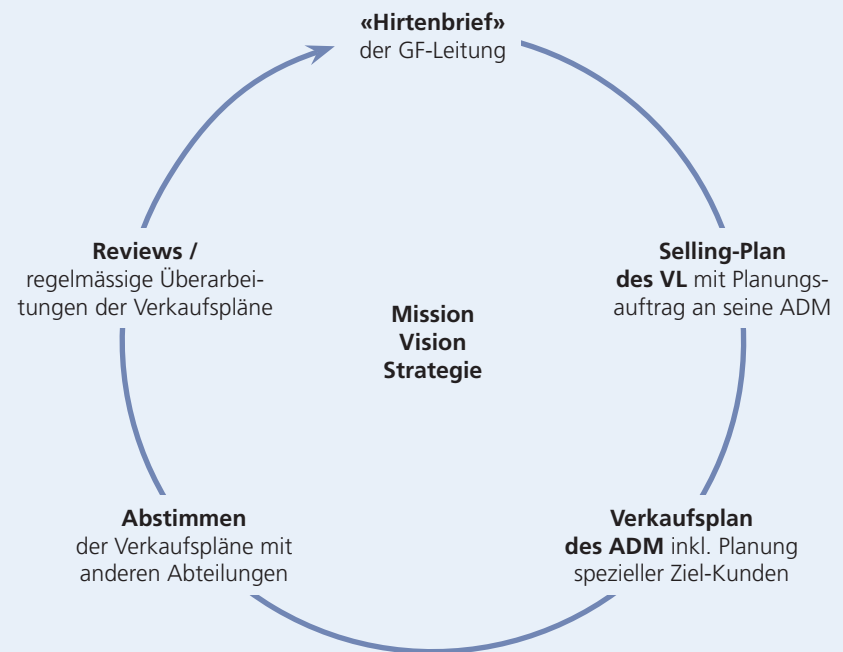 «Hirtenbrief»
der GF-Leitung
Selling-Plan
des VL mit Planungs-
auftrag an seine ADM
Verkaufsplan
des ADM inkl. Planung
spezieller Ziel-Kunden
Abstimmen
der Verkaufspläne mit
anderen Abteilungen
Reviews /
regelmässige Überarbei-
tungen der Verkaufspläne
Mission
Vision
Strategie